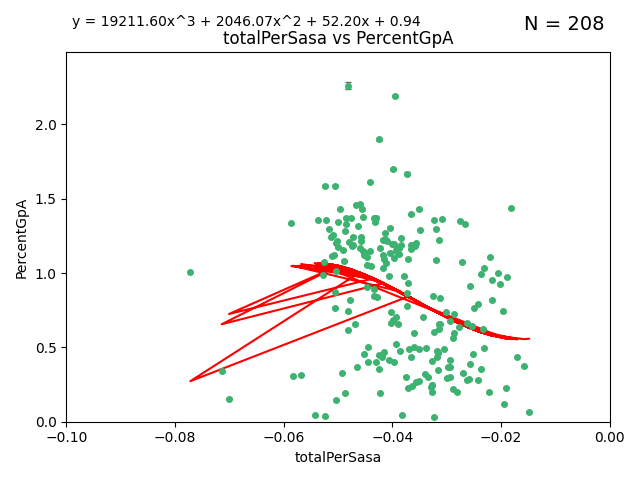 y = 19211.60x^3 + 2046.07x^2 + 52.20x + 0.94
N = 208
totalPerSasa vs PercentGpA
PercentGpA
2.0
1.5
1.0
0.5
0.0
−0.10 −0.08 −0.06 −0.04 −0.02 0.00
totalPerSasa